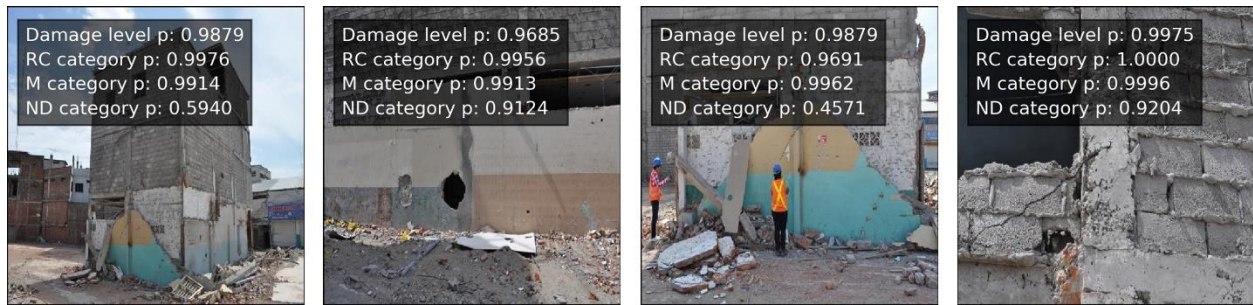 Damage level p: 0.9879
RC category p: 0.9976
M category p: 0.9914
ND category p: 0.5940
Damage level p: 0.9685
RC category p: 0.9956
M category p: 0.9913
ND category p: 0.9124
Damage level p: 0.9879
RC category p: 0.9691
M category p: 0.9962
ND category p: 0.4571
Damage level p: 0.9975
RC category p: 1.0000
M category p: 0.9996
ND category p: 0.9204